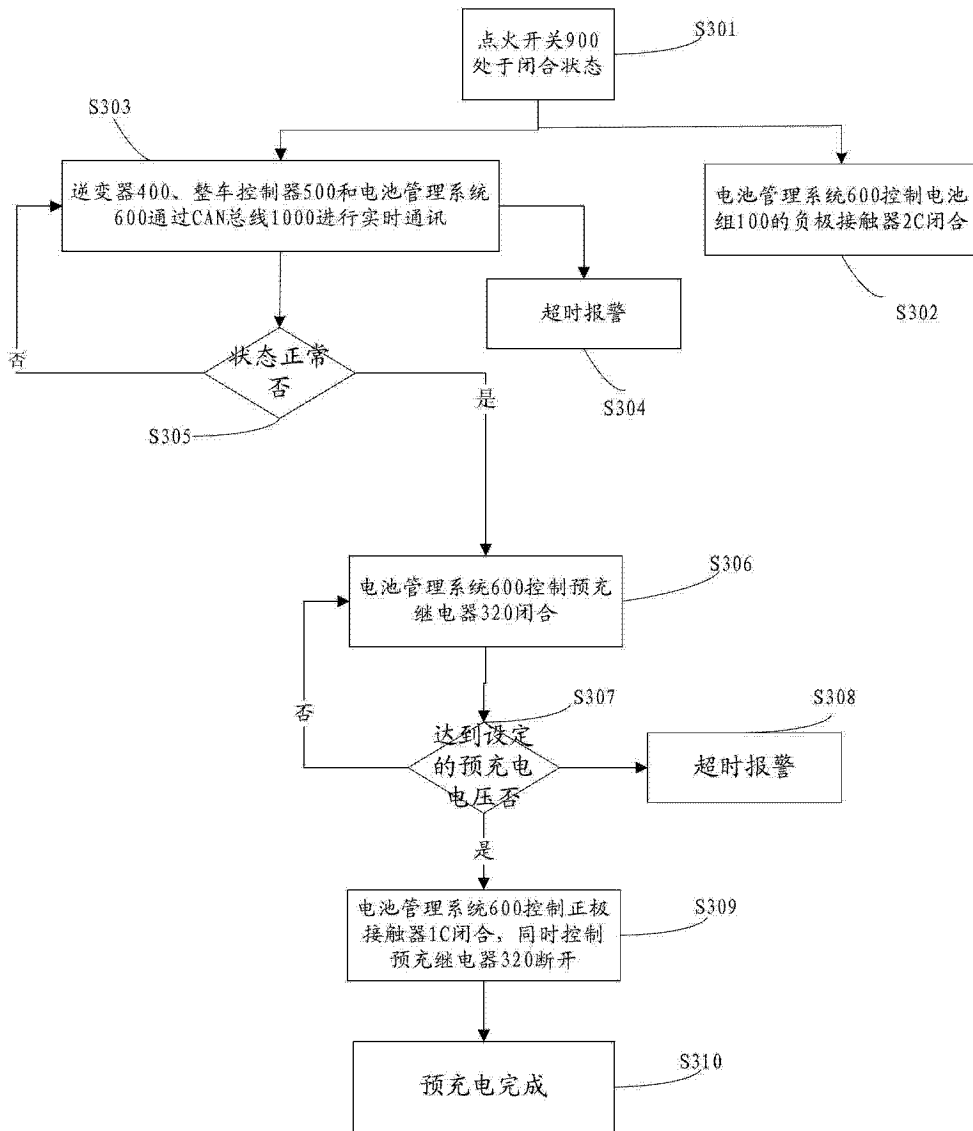 点火开关900
处于闭合状态
S301
S303
逆变器400、整车控制器500和电池管理系统
600通过CAN总线1000进行实时通讯
电池管理系统600控制电池
组100的负极接触器2C闭合
S302
超时报警
S304
否
状态正常
否
S305
是
S306
电池管理系统600控制预充
继电器320闭合
否
S307
达到设定
的预充电
电压否
S308
超时报警
是
电池管理系统600控制正极
接触器1C闭合，同时控制
预充继电器320断开
S309
预充电完成
S310